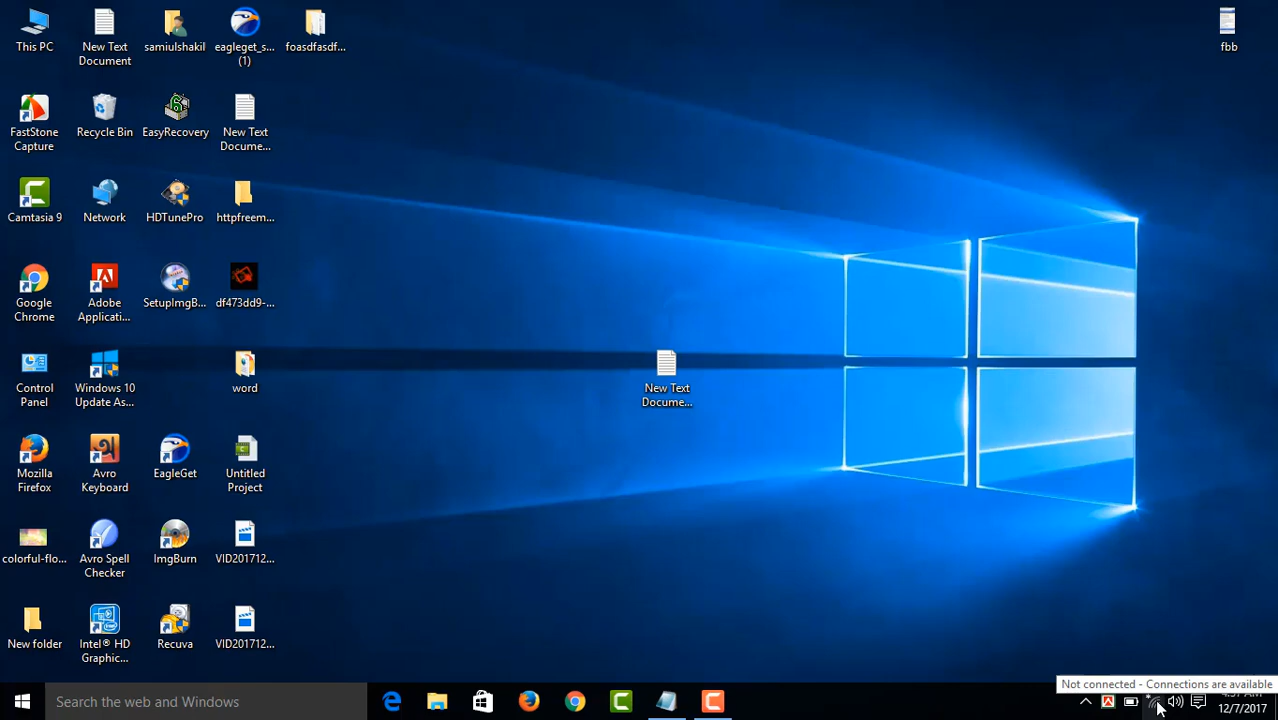 This PC
New Text
Document
samiulshakil
eagleget_s...
(1)
foasdfasdf...
fbb
FastStone
Capture
Recycle Bin
EasyRecovery
New Text
Docume...
Camtasia 9
Network
HDTunePro
httpfreem...
Google
Chrome
Adobe
Applicati...
SetupImgB...
df473dd9-...
Control
Panel
Windows 10
Update As...
word
New Text
Docume...
Mozilla
Firefox
Avro
Keyboard
EagleGet
Untitled
Project
colorful-flo...
Avro Spell
Checker
ImgBurn
VID201712...
New folder
Intel® HD
Graphic...
Recuva
VID201712...
Not connected - Connections are available
Search the web and Windows
12/7/2017